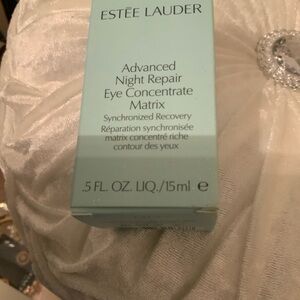 ESTĒE LAUDER
Advanced
Night Repair
Eye Concentrate
Matrix
Synchronized Recovery
Réparation synchronisée
matrix concentré riche
contour des yeux
.5 FL. OZ. LIQ./15ml e